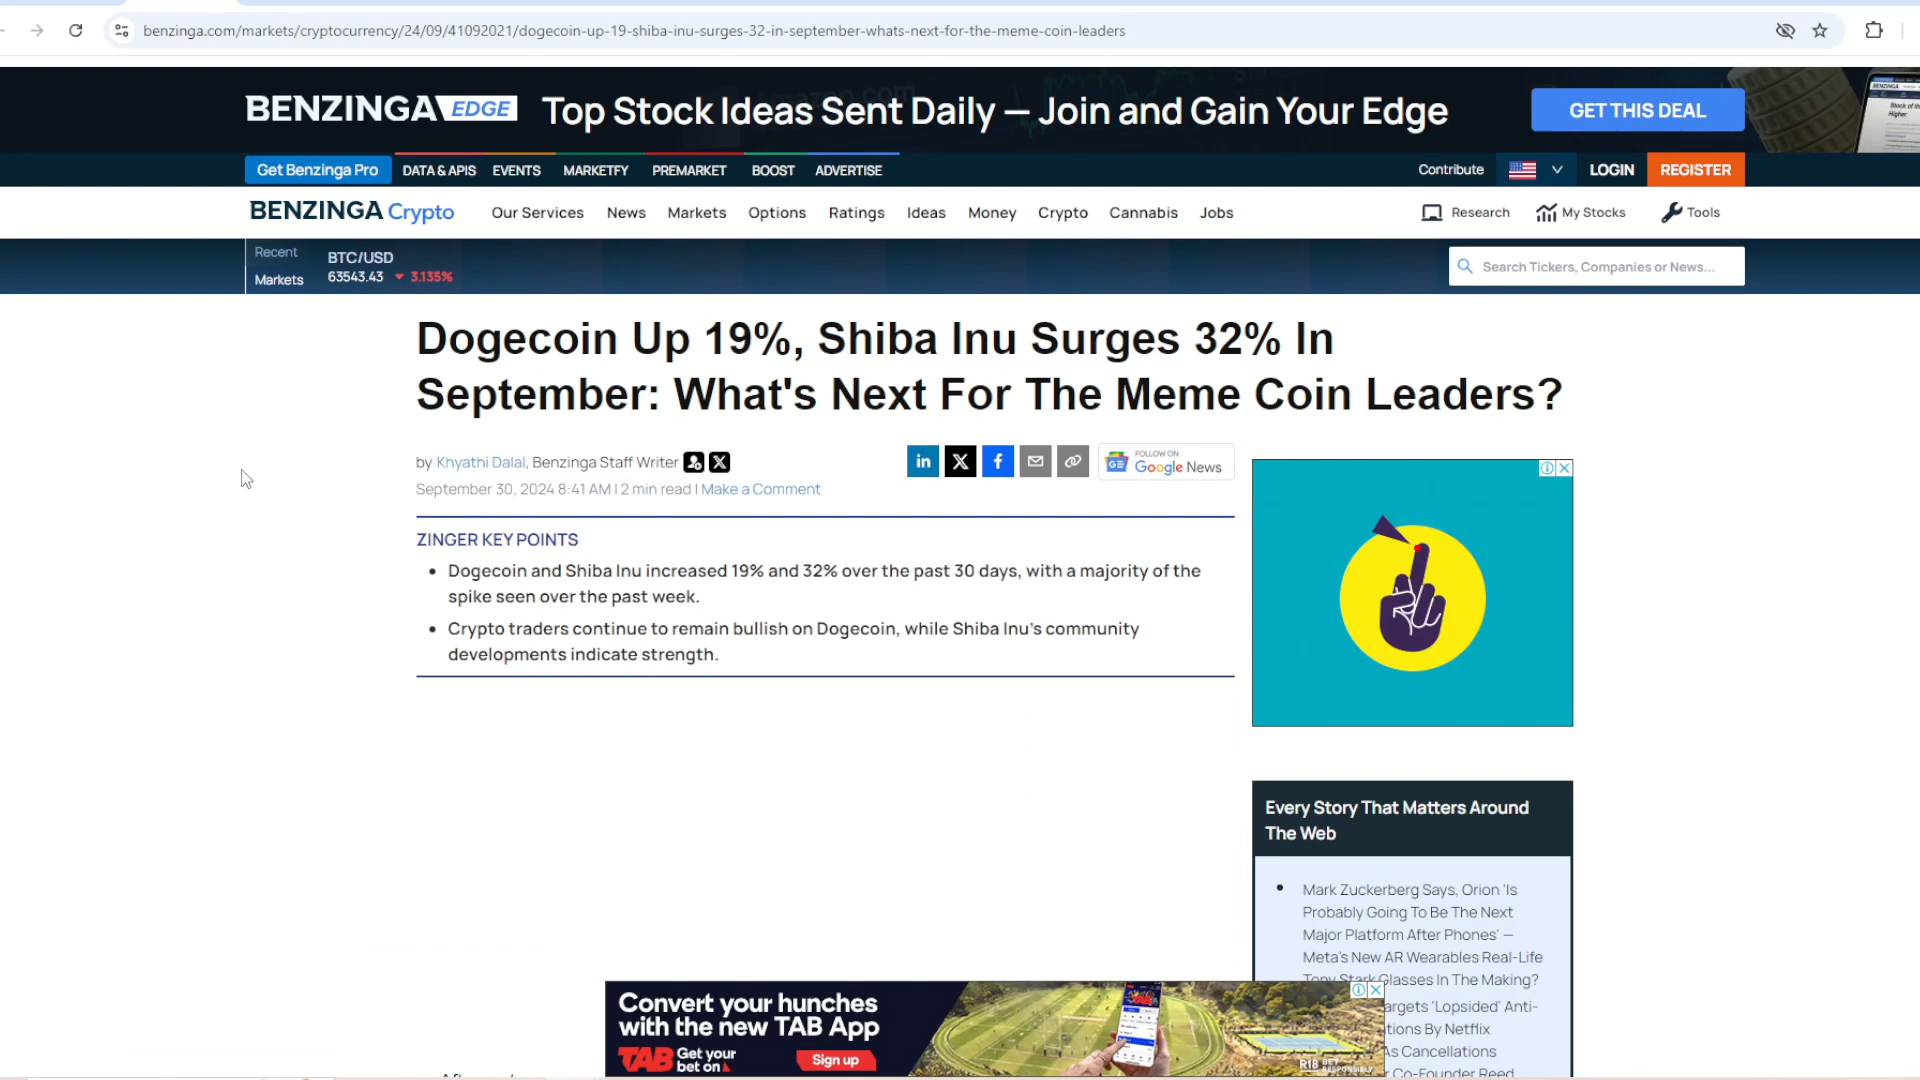 benzinga.com/markets/cryptocurrency/24/09/41092021/dogecoin-up-19-shiba-inu-surges-32-in-september-whats-next-for-the-meme-coin-leaders
BENZINGA EDGE Top Stock Ideas Sent Daily — Join and Gain Your Edge GET THIS DEAL
Get Benzinga Pro DATA & APIS EVENTS MARKETFY PREMARKET BOOST ADVERTISE Contribute LOGIN REGISTER
BENZINGA Crypto Our Services News Markets Options Ratings Ideas Money Crypto Cannabis Jobs Research My Stocks Tools
Recent
Markets
BTC/USD
63543.43 3.135%
Search Tickers, Companies or News...
Dogecoin Up 19%, Shiba Inu Surges 32% In
September: What's Next For The Meme Coin Leaders?
by Khyathi Dalal, Benzinga Staff Writer
September 30, 2024 8:41 AM | 2 min read | Make a Comment
FOLLOW ON
Google News
ZINGER KEY POINTS
• Dogecoin and Shiba Inu increased 19% and 32% over the past 30 days, with a majority of the
spike seen over the past week.
• Crypto traders continue to remain bullish on Dogecoin, while Shiba Inu's community
developments indicate strength.
Every Story That Matters Around
The Web
• Mark Zuckerberg Says, Orion 'Is
Probably Going To Be The Next
Major Platform After Phones' —
Meta's New AR Wearables Real-Life
Tony Stark Glasses In The Making?
argets 'Lopsided' Anti-
tions By Netflix
As Cancellations
r Co-Founder Reed
Convert your hunches
with the new TAB App
TAB Get your
bet on
Sign up
R18 BET RESPONSIBLY